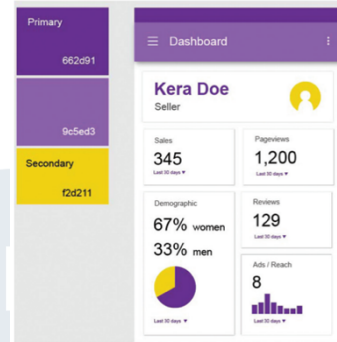 Primary
662d91
9c5ed3
Secondary
f2d211
Dashboard
Kera Doe
Seller
Sales
345
Last 30 days ▼
Pageviews
1,200
Last 30 days ▼
Demographic
67% women
33% men
Last 30 days ▼
Reviews
129
Last 30 days ▼
Ads / Reach
8
Last 30 days ▼